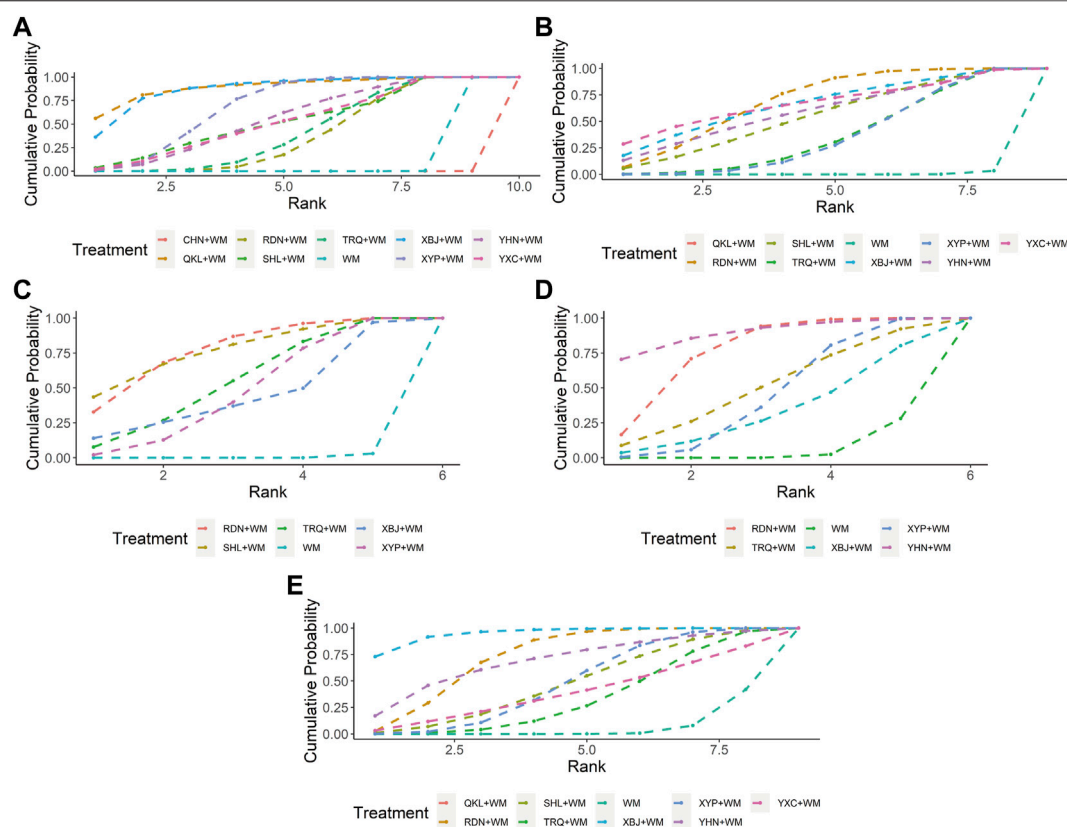 A
Cumulative Probability
1.00
0.75
0.50
0.25
0.00
2.5 5.0 7.5 10.0
Rank
Treatment
CHN+WM RDN+WM TRQ+WM XBJ+WM YHN+WM
QKL+WM SHL+WM WM XYP+WM YXC+WM
B
Cumulative Probability
1.00
0.75
0.50
0.25
0.00
2.5 5.0 7.5
Rank
Treatment
QKL+WM SHL+WM WM XYP+WM YXC+WM
RDN+WM TRQ+WM XBJ+WM YHN+WM
C
Cumulative Probability
1.00
0.75
0.50
0.25
0.00
2 4 6
Rank
Treatment
RDN+WM TRQ+WM XBJ+WM
SHL+WM WM XYP+WM
D
Cumulative Probability
1.00
0.75
0.50
0.25
0.00
2 4 6
Rank
Treatment
RDN+WM WM XYP+WM
TRQ+WM XBJ+WM YHN+WM
E
Cumulative Probability
1.00
0.75
0.50
0.25
0.00
2.5 5.0 7.5
Rank
Treatment
QKL+WM SHL+WM WM XYP+WM YXC+WM
RDN+WM TRQ+WM XBJ+WM YHN+WM